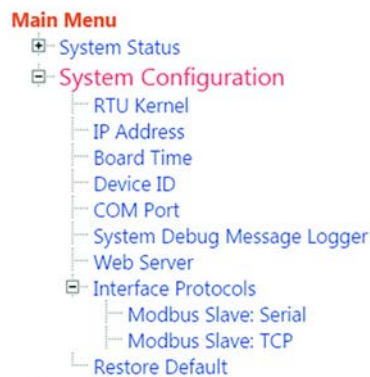 Main Menu
System Status
System Configuration
RTU Kernel
IP Address
Board Time
Device ID
COM Port
System Debug Message Logger
Web Server
Interface Protocols
Modbus Slave: Serial
Modbus Slave: TCP
Restore Default